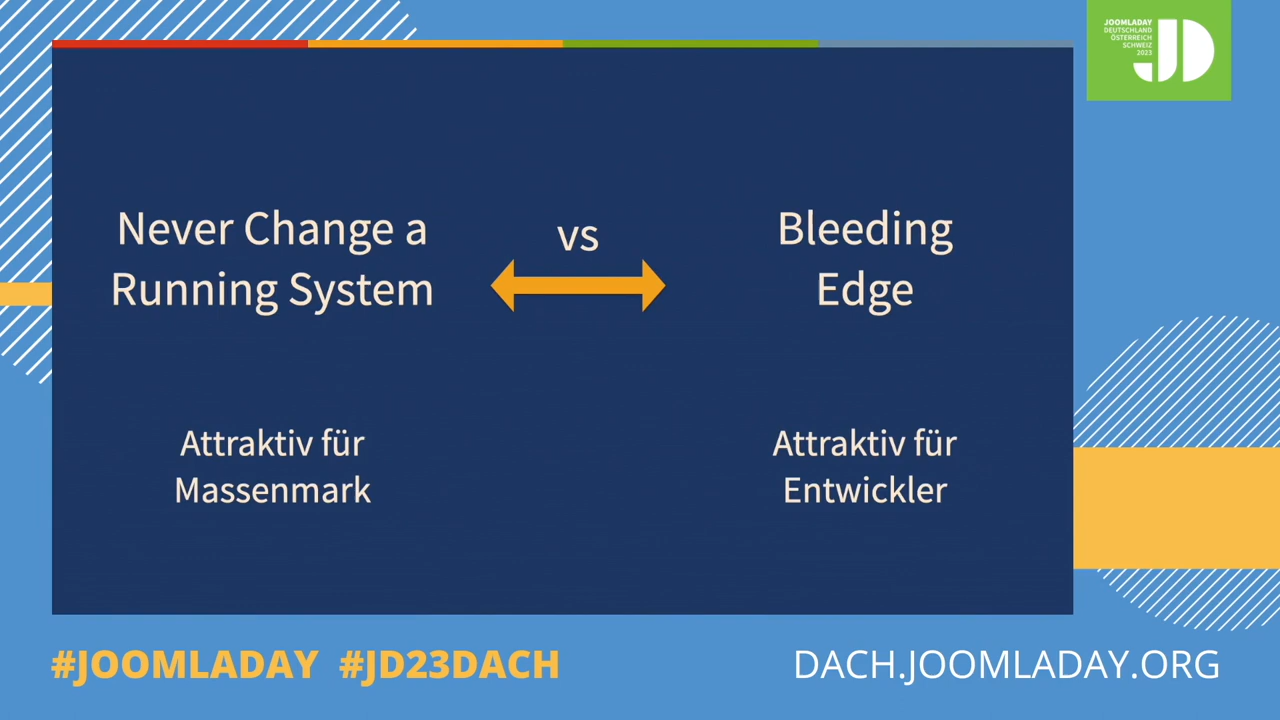 JOOMLADAY
DEUTSCHLAND
ÖSTERREICH
SCHWEIZ
2023
JD
Never Change a
Running System
vs
Bleeding
Edge
Attraktiv für
Massenmark
Attraktiv für
Entwickler
#JOOMLADAY #JD23DACH
DACH.JOOMLADAY.ORG